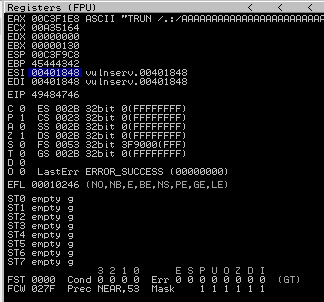 Registers (FPU) < < <
EAX 00C3F1E8 ASCII "TRUN /.:/AAAAAAAAAAAAAAAAAAAAAAAAAA
ECX 00A35164
EDX 00000000
EBX 00000130
ESP 00C3F9C8
EBP 45444342
ESI 00401848 vulnserv.00401848
EDI 00401848 vulnserv.00401848
EIP 49484746
C 0 ES 002B 32bit 0(FFFFFFFF)
P 1 CS 0023 32bit 0(FFFFFFFF)
A 0 SS 002B 32bit 0(FFFFFFFF)
Z 1 DS 002B 32bit 0(FFFFFFFF)
S 0 FS 0053 32bit 3F9000(FFF)
T 0 GS 002B 32bit 0(FFFFFFFF)
D 0
O 0 LastErr ERROR_SUCCESS (00000000)
EFL 00010246 (NO,NB,E,BE,NS,PE,GE,LE)
ST0 empty g
ST1 empty g
ST2 empty g
ST3 empty g
ST4 empty g
ST5 empty g
ST6 empty g
ST7 empty g
3 2 1 0 E S P U O Z D I
FST 0000 Cond 0 0 0 0 Err 0 0 0 0 0 0 0 0 (GT)
FCW 027F Prec NEAR,53 Mask 1 1 1 1 1 1